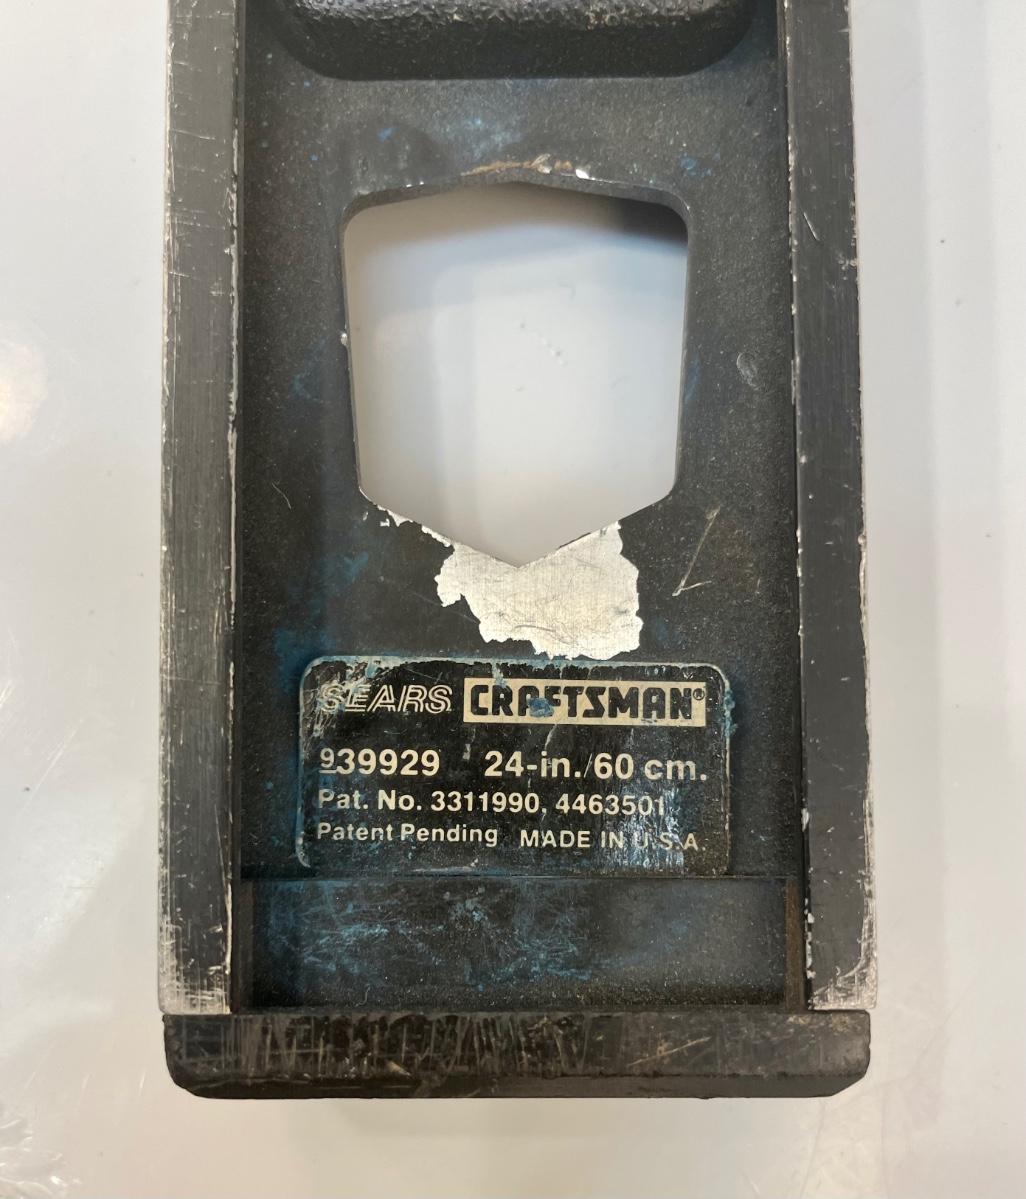 SEARS CRAFTSMAN®
939929 24-in./60 cm.
Pat. No. 3311990, 4463501
Patent Pending MADE IN U.S.A.